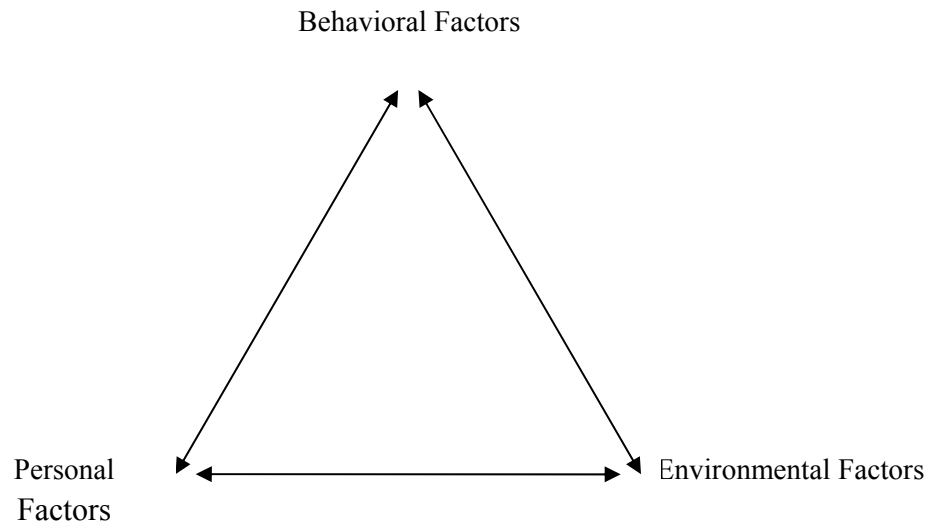 Behavioral Factors
Personal
Factors
Environmental Factors